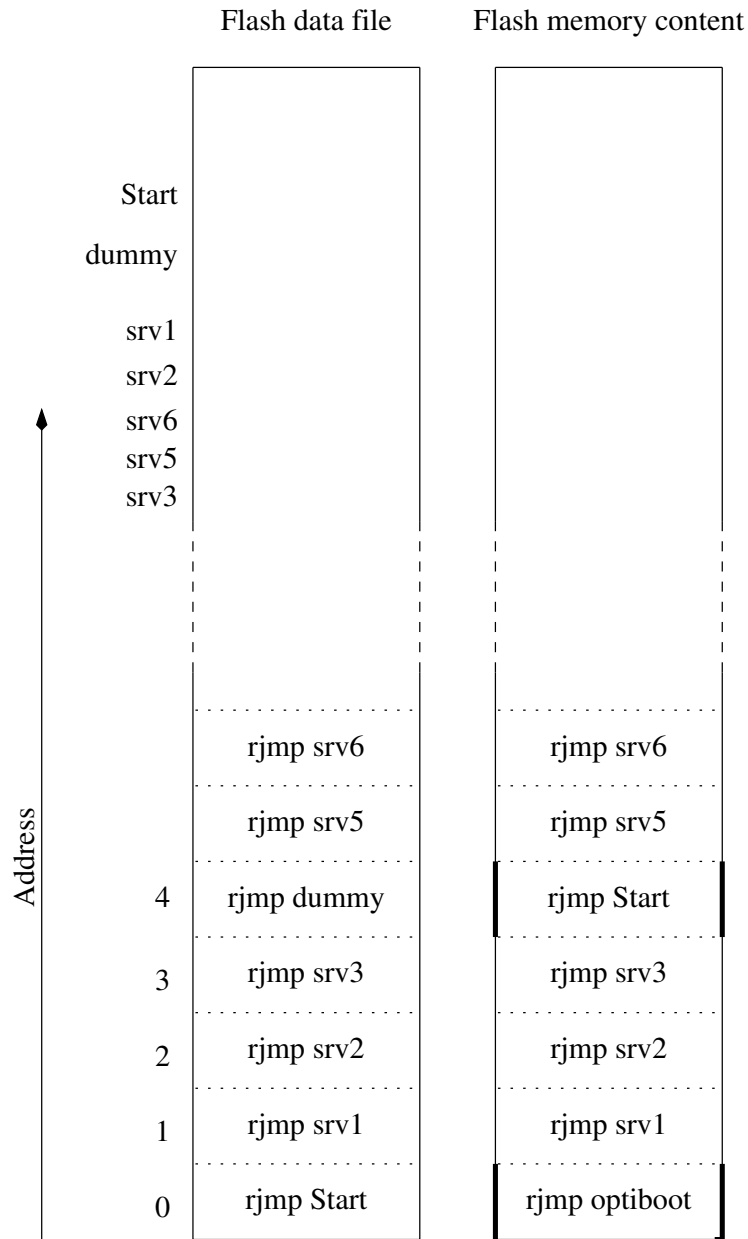 Flash data file Flash memory content
Start
dummy
srv1
srv2
srv6
srv5
srv3
rjmp srv6 rjmp srv6
rjmp srv5 rjmp srv5
Address
4 rjmp dummy rjmp Start
3 rjmp srv3 rjmp srv3
2 rjmp srv2 rjmp srv2
1 rjmp srv1 rjmp srv1
0 rjmp Start rjmp optiboot